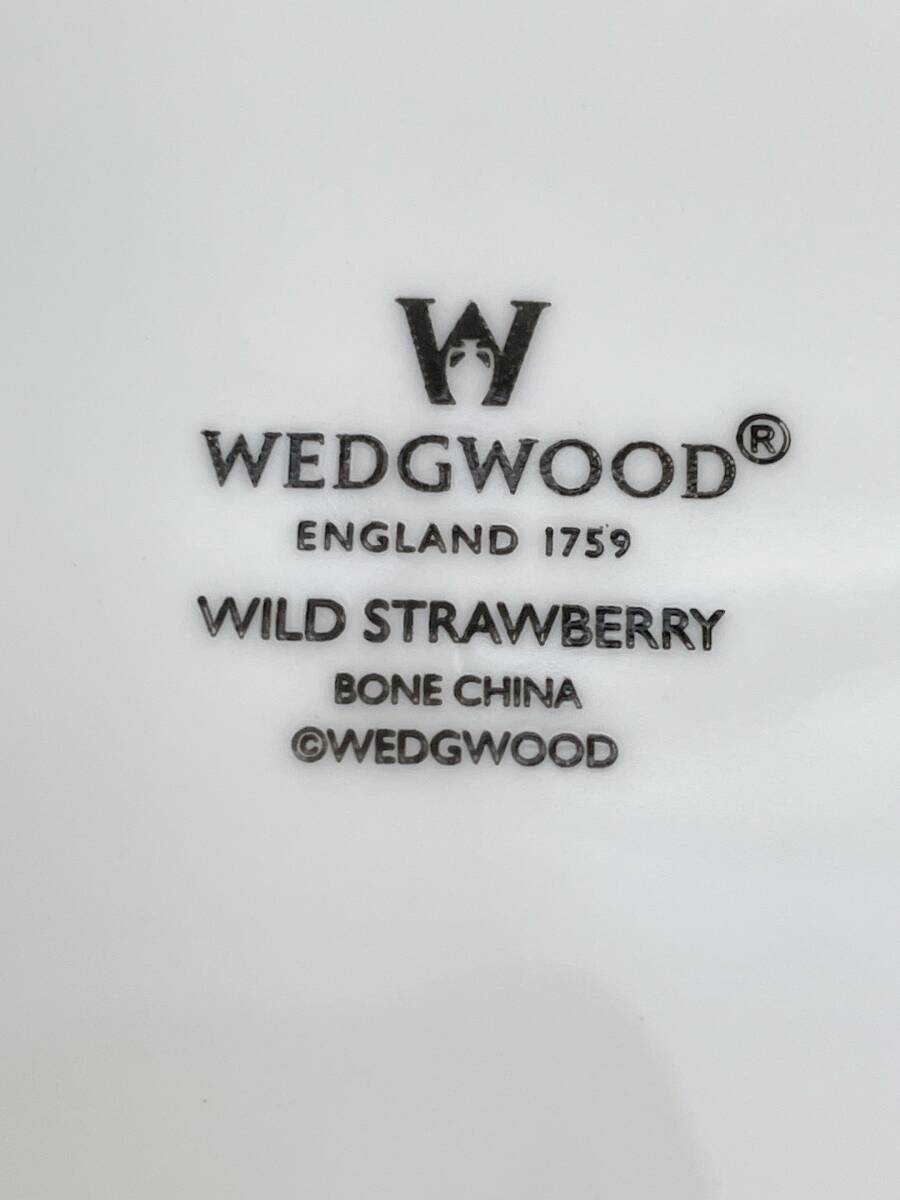 W
WEDGWOOD®
ENGLAND 1759
WILD STRAWBERRY
BONE CHINA
©WEDGWOOD